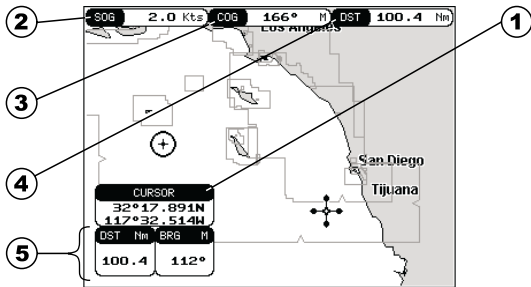 2 SOG 2.0 Kts COG 166° M DST 100.4 Nm 1
Los Angeles
3
4
San Diego
Tijuana
CURSOR
32°17.891N
117°32.514W
DST Nm BRG M
5
100.4 112°